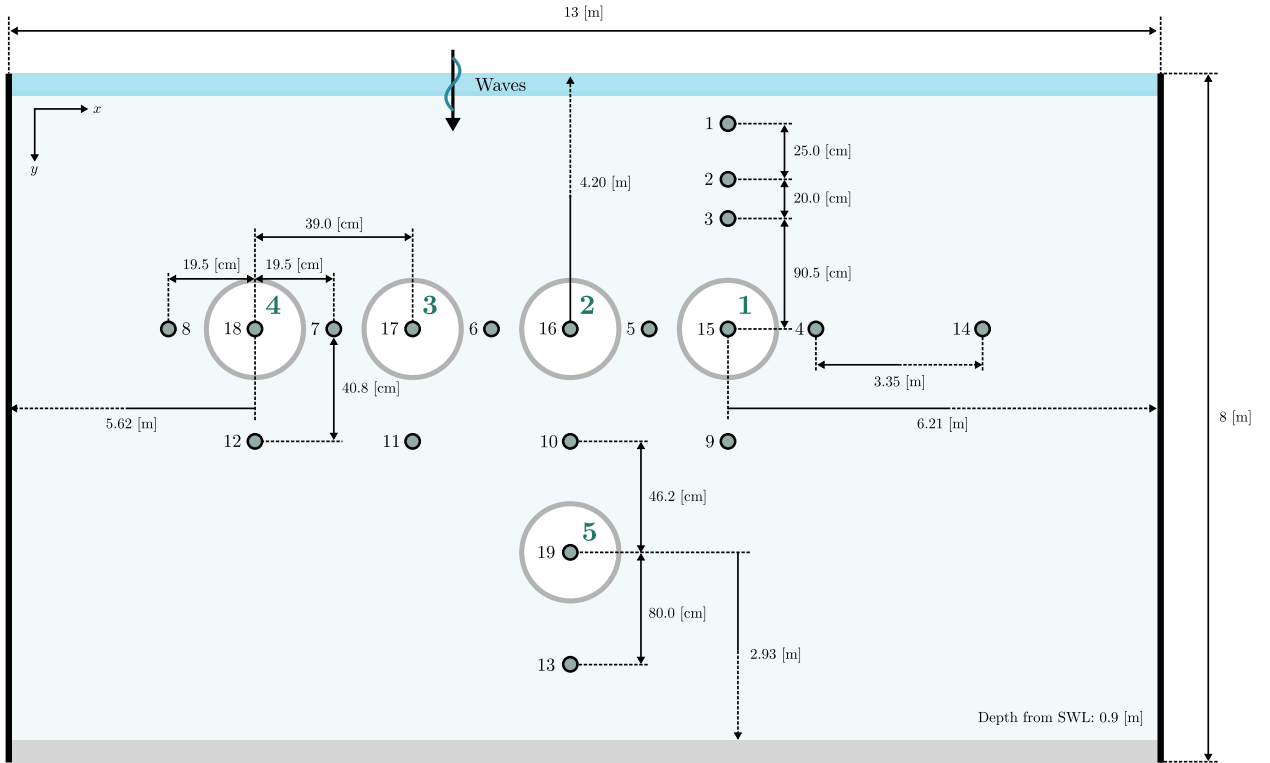 13 [m]
Waves
x
y
1
25.0 [cm]
2
20.0 [cm]
3
4.20 [m]
39.0 [cm]
19.5 [cm]
19.5 [cm]
90.5 [cm]
4
3
2
1
8
18
7
17
6
16
5
15
4
14
3.35 [m]
40.8 [cm]
5.62 [m]
6.21 [m]
8 [m]
12
11
10
9
46.2 [cm]
5
19
80.0 [cm]
2.93 [m]
13
Depth from SWL: 0.9 [m]